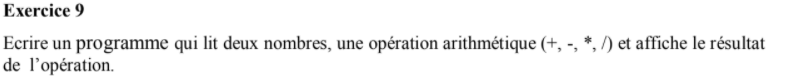 Exercice 9
Ecrire un programme qui lit deux nombres, une opération arithmétique (+, -, *, /) et affiche le résultat
de l'opération.